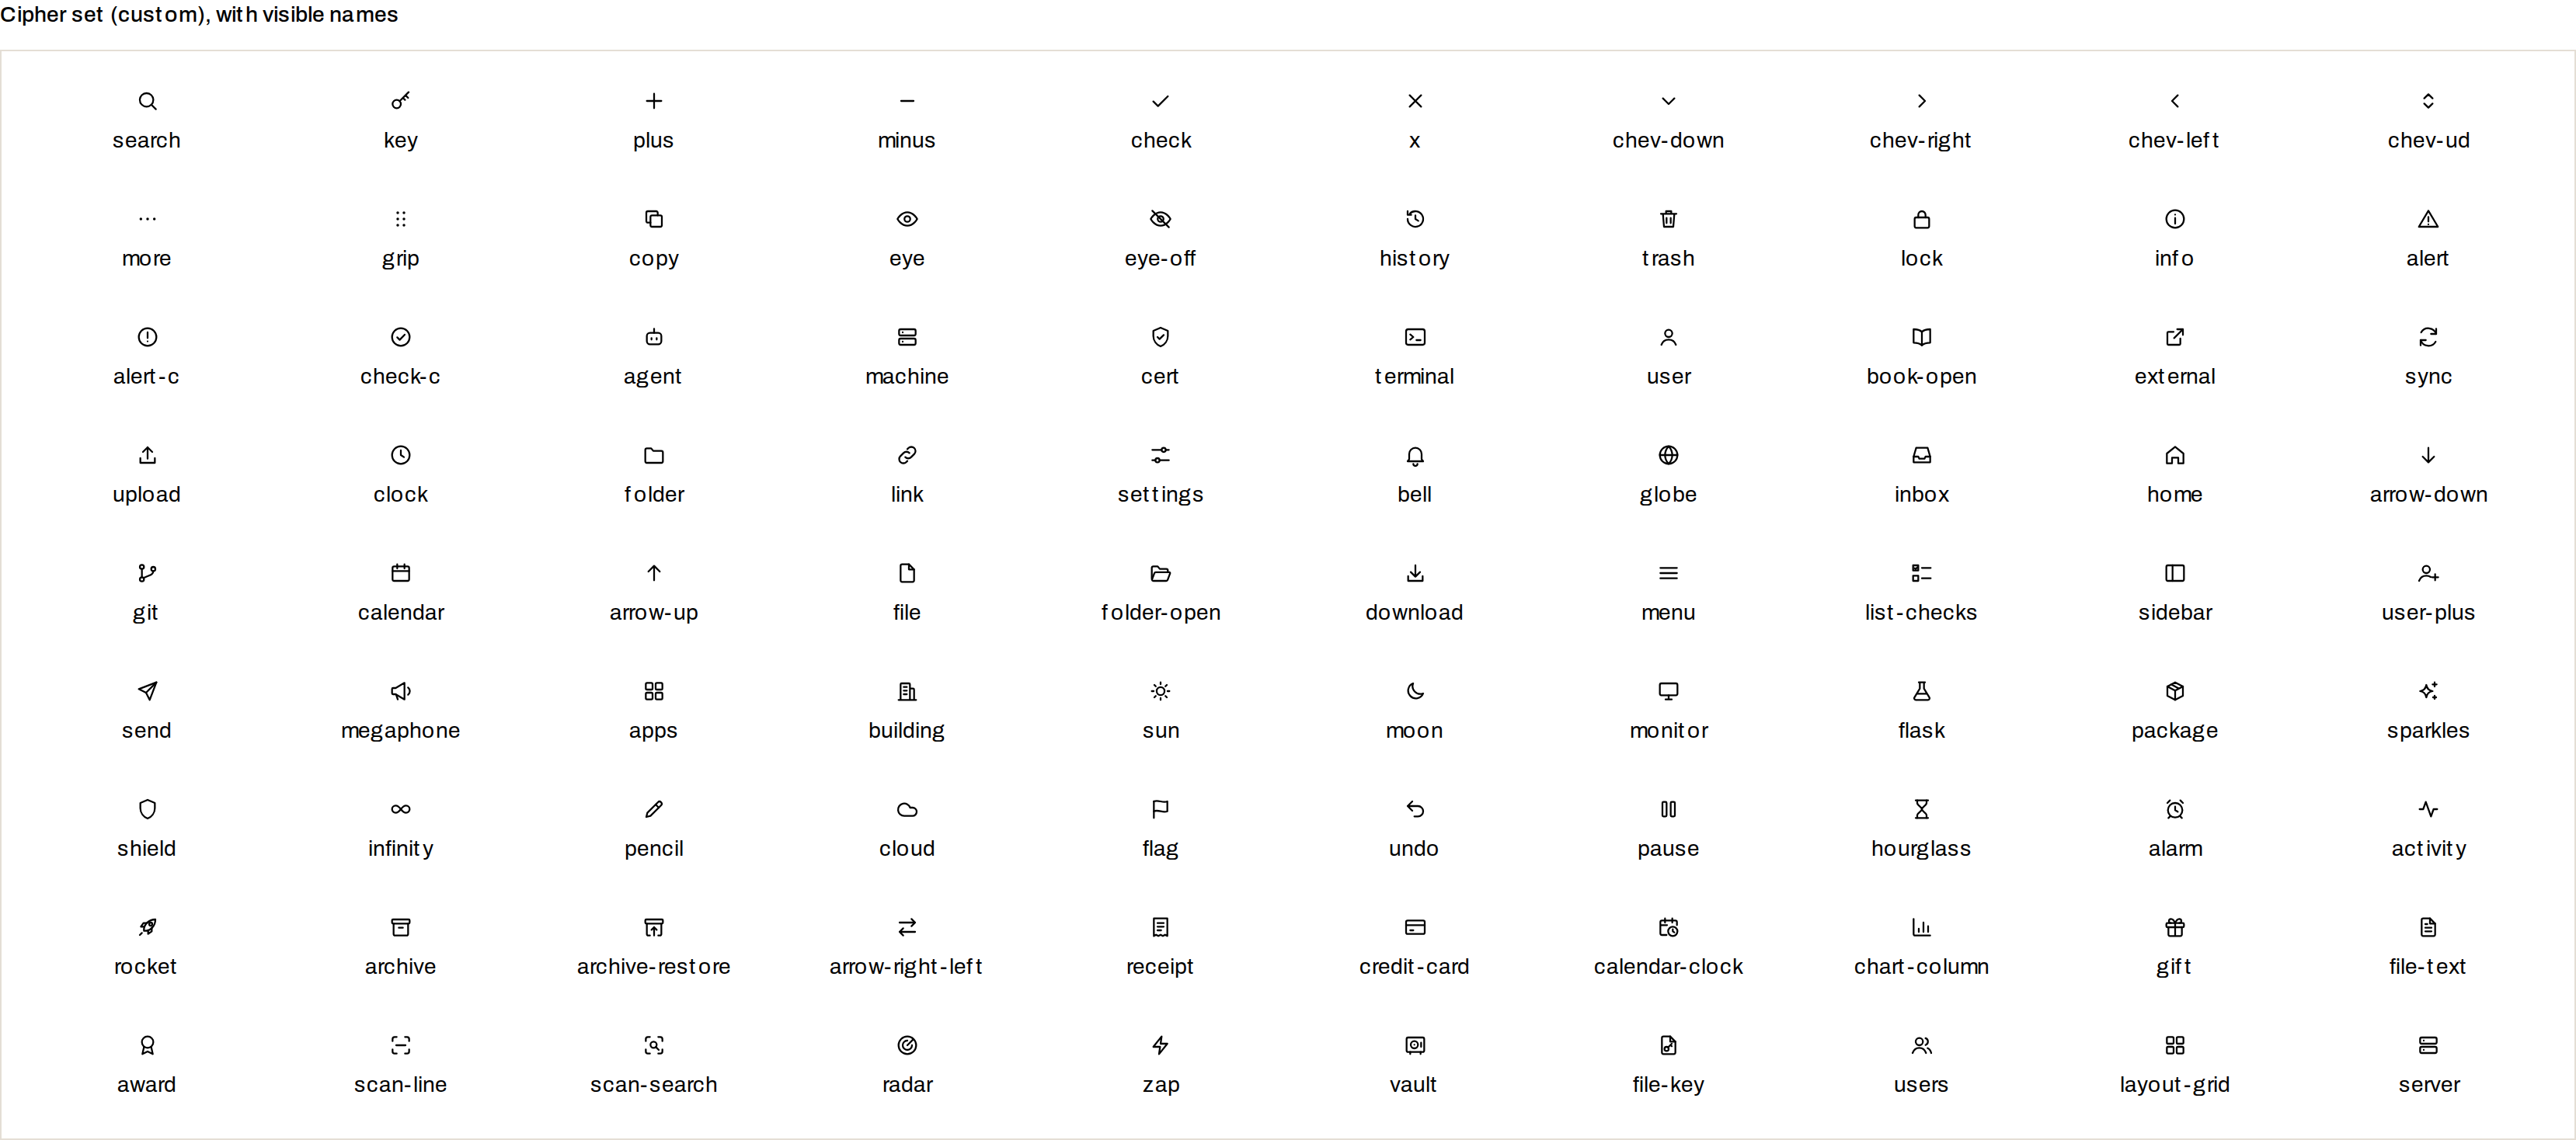 Cipher set (custom), with visible names
search key plus minus check x chev-down chev-right chev-left chev-ud
more grip copy eye eye-off history trash lock info alert
alert-c check-c agent machine cert terminal user book-open external sync
upload clock folder link settings bell globe inbox home arrow-down
git calendar arrow-up file folder-open download menu list-checks sidebar user-plus
send megaphone apps building sun moon monitor flask package sparkles
shield infinity pencil cloud flag undo pause hourglass alarm activity
rocket archive archive-restore arrow-right-left receipt credit-card calendar-clock chart-column gift file-text
award scan-line scan-search radar zap vault file-key users layout-grid server